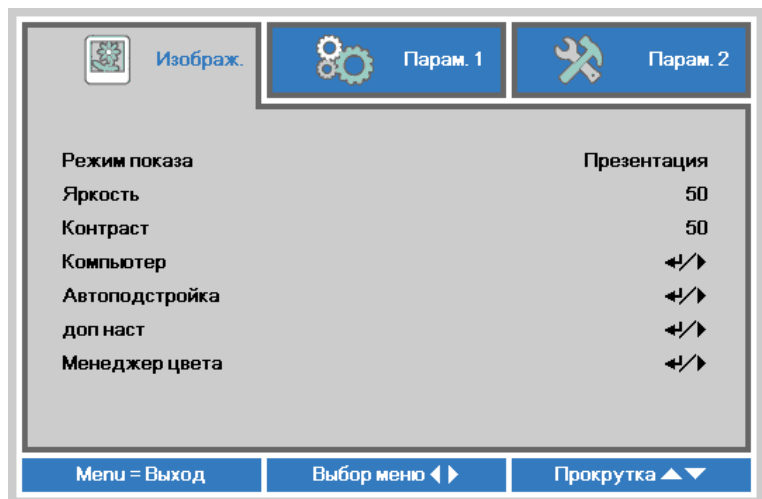 Изображ. Парам. 1 Парам. 2
Режим показа Презентация
Яркость 50
Контраст 50
Компьютер ↵/▶
Автоподстройка ↵/▶
доп наст ↵/▶
Менеджер цвета ↵/▶
Menu = Выход Выбор меню ◀ ▶ Прокрутка ▲▼